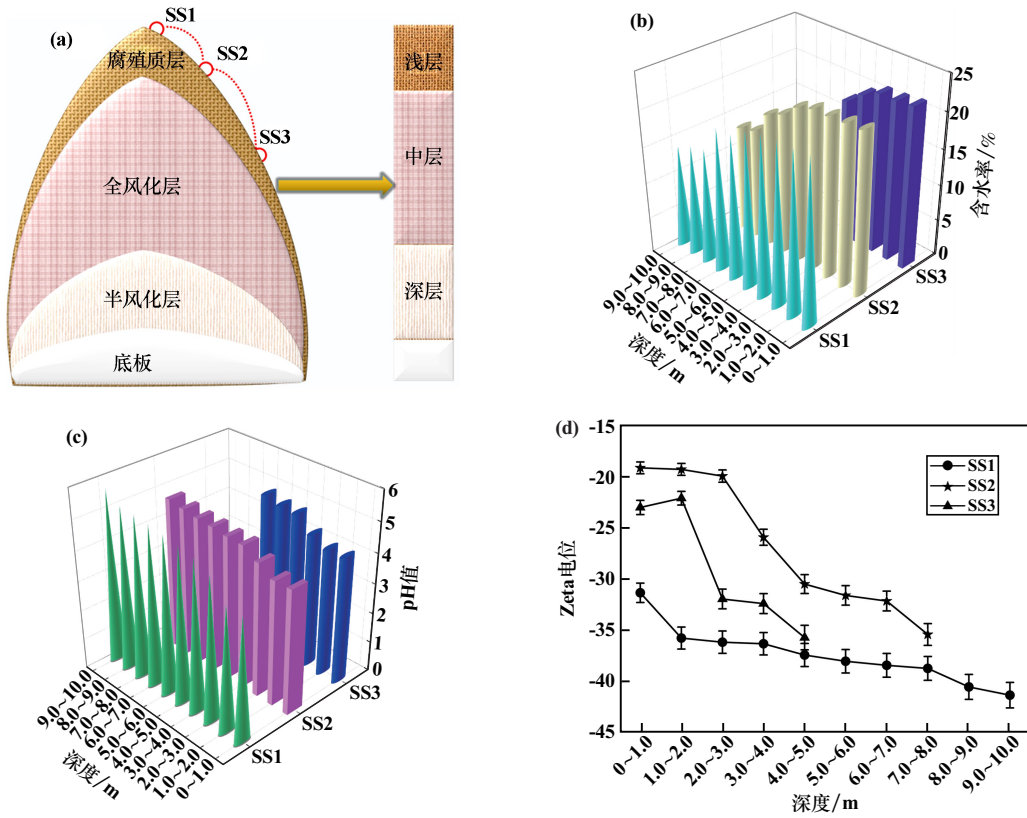 (a)
SS1
SS2
SS3
腐殖质层
全风化层
半风化层
底板
浅层
中层
深层
(b)
25
20
15
10
5
0
含水率/%
SS3
SS2
SS1
9.0~10.0
8.0~9.0
7.0~8.0
6.0~7.0
5.0~6.0
4.0~5.0
3.0~4.0
2.0~3.0
1.0~2.0
0~1.0
深度/m
(c)
6
5
4
3
2
1
0
pH值
SS3
SS2
SS1
9.0~10.0
8.0~9.0
7.0~8.0
6.0~7.0
5.0~6.0
4.0~5.0
3.0~4.0
2.0~3.0
1.0~2.0
0~1.0
深度/m
(d)
-15
-20
-25
-30
-35
-40
-45
Zeta电位
SS1
SS2
SS3
0~1.0
1.0~2.0
2.0~3.0
3.0~4.0
4.0~5.0
5.0~6.0
6.0~7.0
7.0~8.0
8.0~9.0
9.0~10.0
深度/m